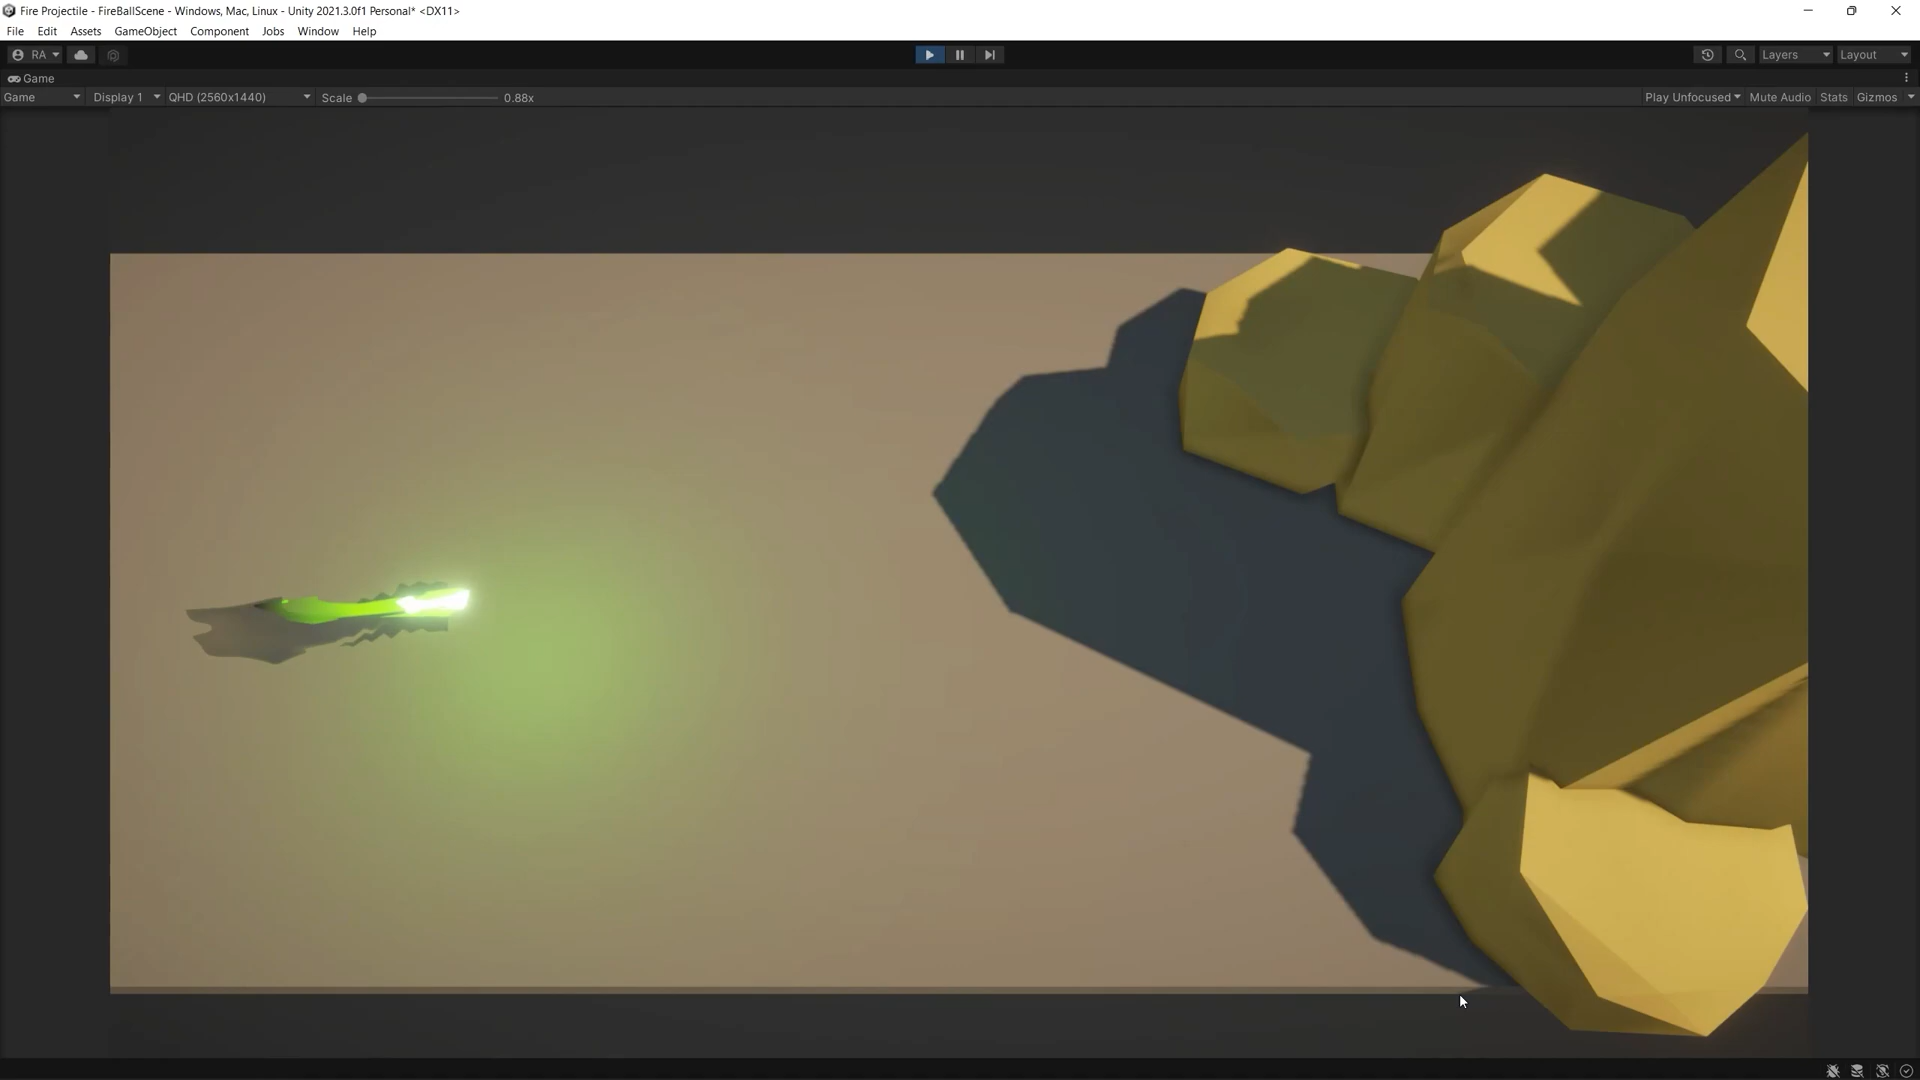 Fire Projectile - FireBallScene - Windows, Mac, Linux - Unity 2021.3.0f1 Personal* <DX11>
File Edit Assets GameObject Component Jobs Window Help
RA Layers Layout
Game
Game Display 1 QHD (2560x1440) Scale 0.88x Play Unfocused Mute Audio Stats Gizmos